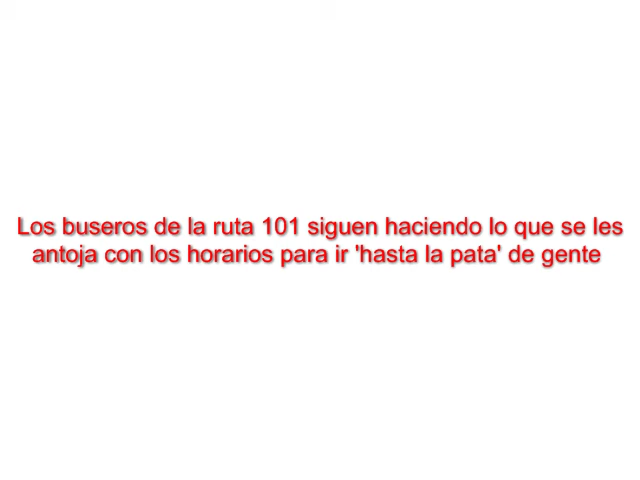 Los buseros de la ruta 101 siguen haciendo lo que se les
antoja con los horarios para ir 'hasta la pata' de gente